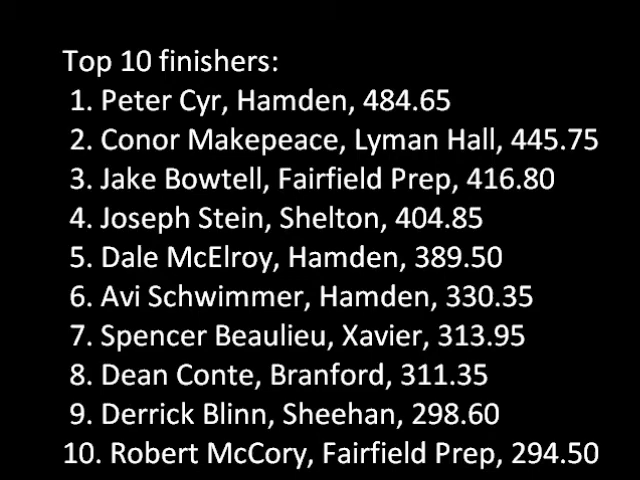 Top 10 finishers:
1. Peter Cyr, Hamden, 484.65
2. Conor Makepeace, Lyman Hall, 445.75
3. Jake Bowtell, Fairfield Prep, 416.80
4. Joseph Stein, Shelton, 404.85
5. Dale McElroy, Hamden, 389.50
6. Avi Schwimmer, Hamden, 330.35
7. Spencer Beaulieu, Xavier, 313.95
8. Dean Conte, Branford, 311.35
9. Derrick Blinn, Sheehan, 298.60
10. Robert McCory, Fairfield Prep, 294.50